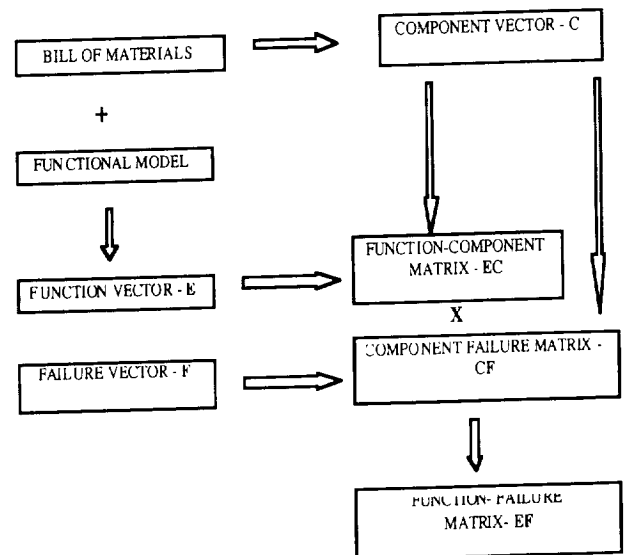 COMPONENT VECTOR - C
BILL OF MATERIALS
+
FUNCTIONAL MODEL
FUNCTION-COMPONENT
MATRIX - EC
FUNCTION VECTOR - E
X
COMPONENT FAILURE MATRIX -
CF
FAILURE VECTOR - F
FUNCTION- FAILURE
MATRIX- EF